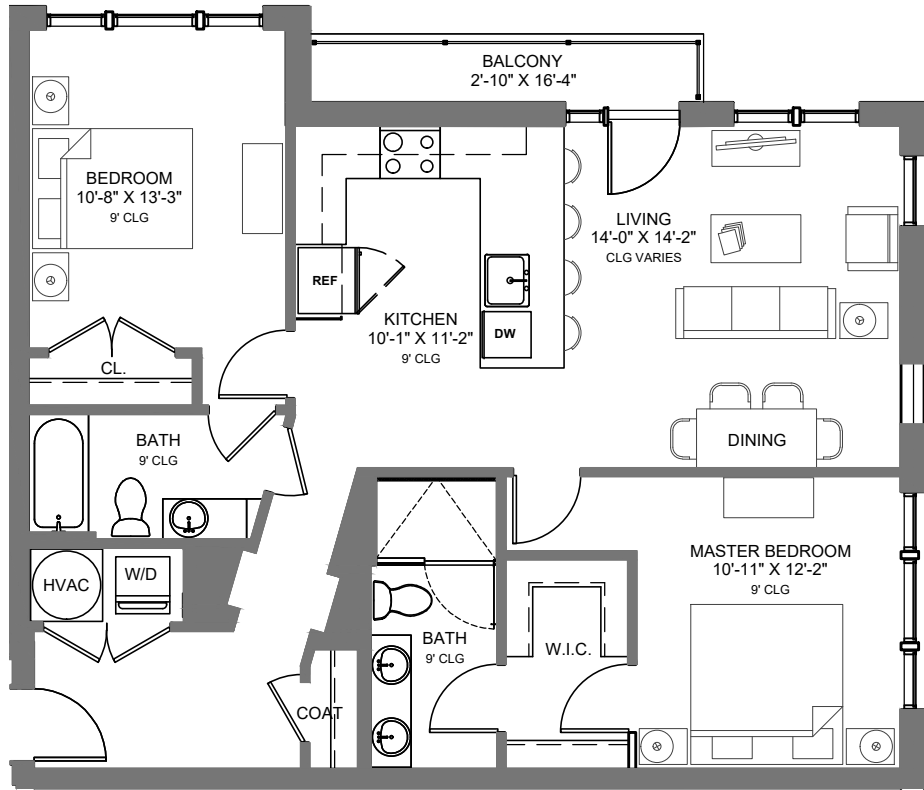 BALCONY
2'-10" X 16'-4"
BEDROOM
10'-8" X 13'-3"
9' CLG
LIVING
14'-0" X 14'-2"
CLG VARIES
REF
KITCHEN
10'-1" X 11'-2"
9' CLG
DW
CL.
BATH
9' CLG
DINING
HVAC
W/D
MASTER BEDROOM
10'-11" X 12'-2"
9' CLG
BATH
9' CLG
W.I.C.
COAT